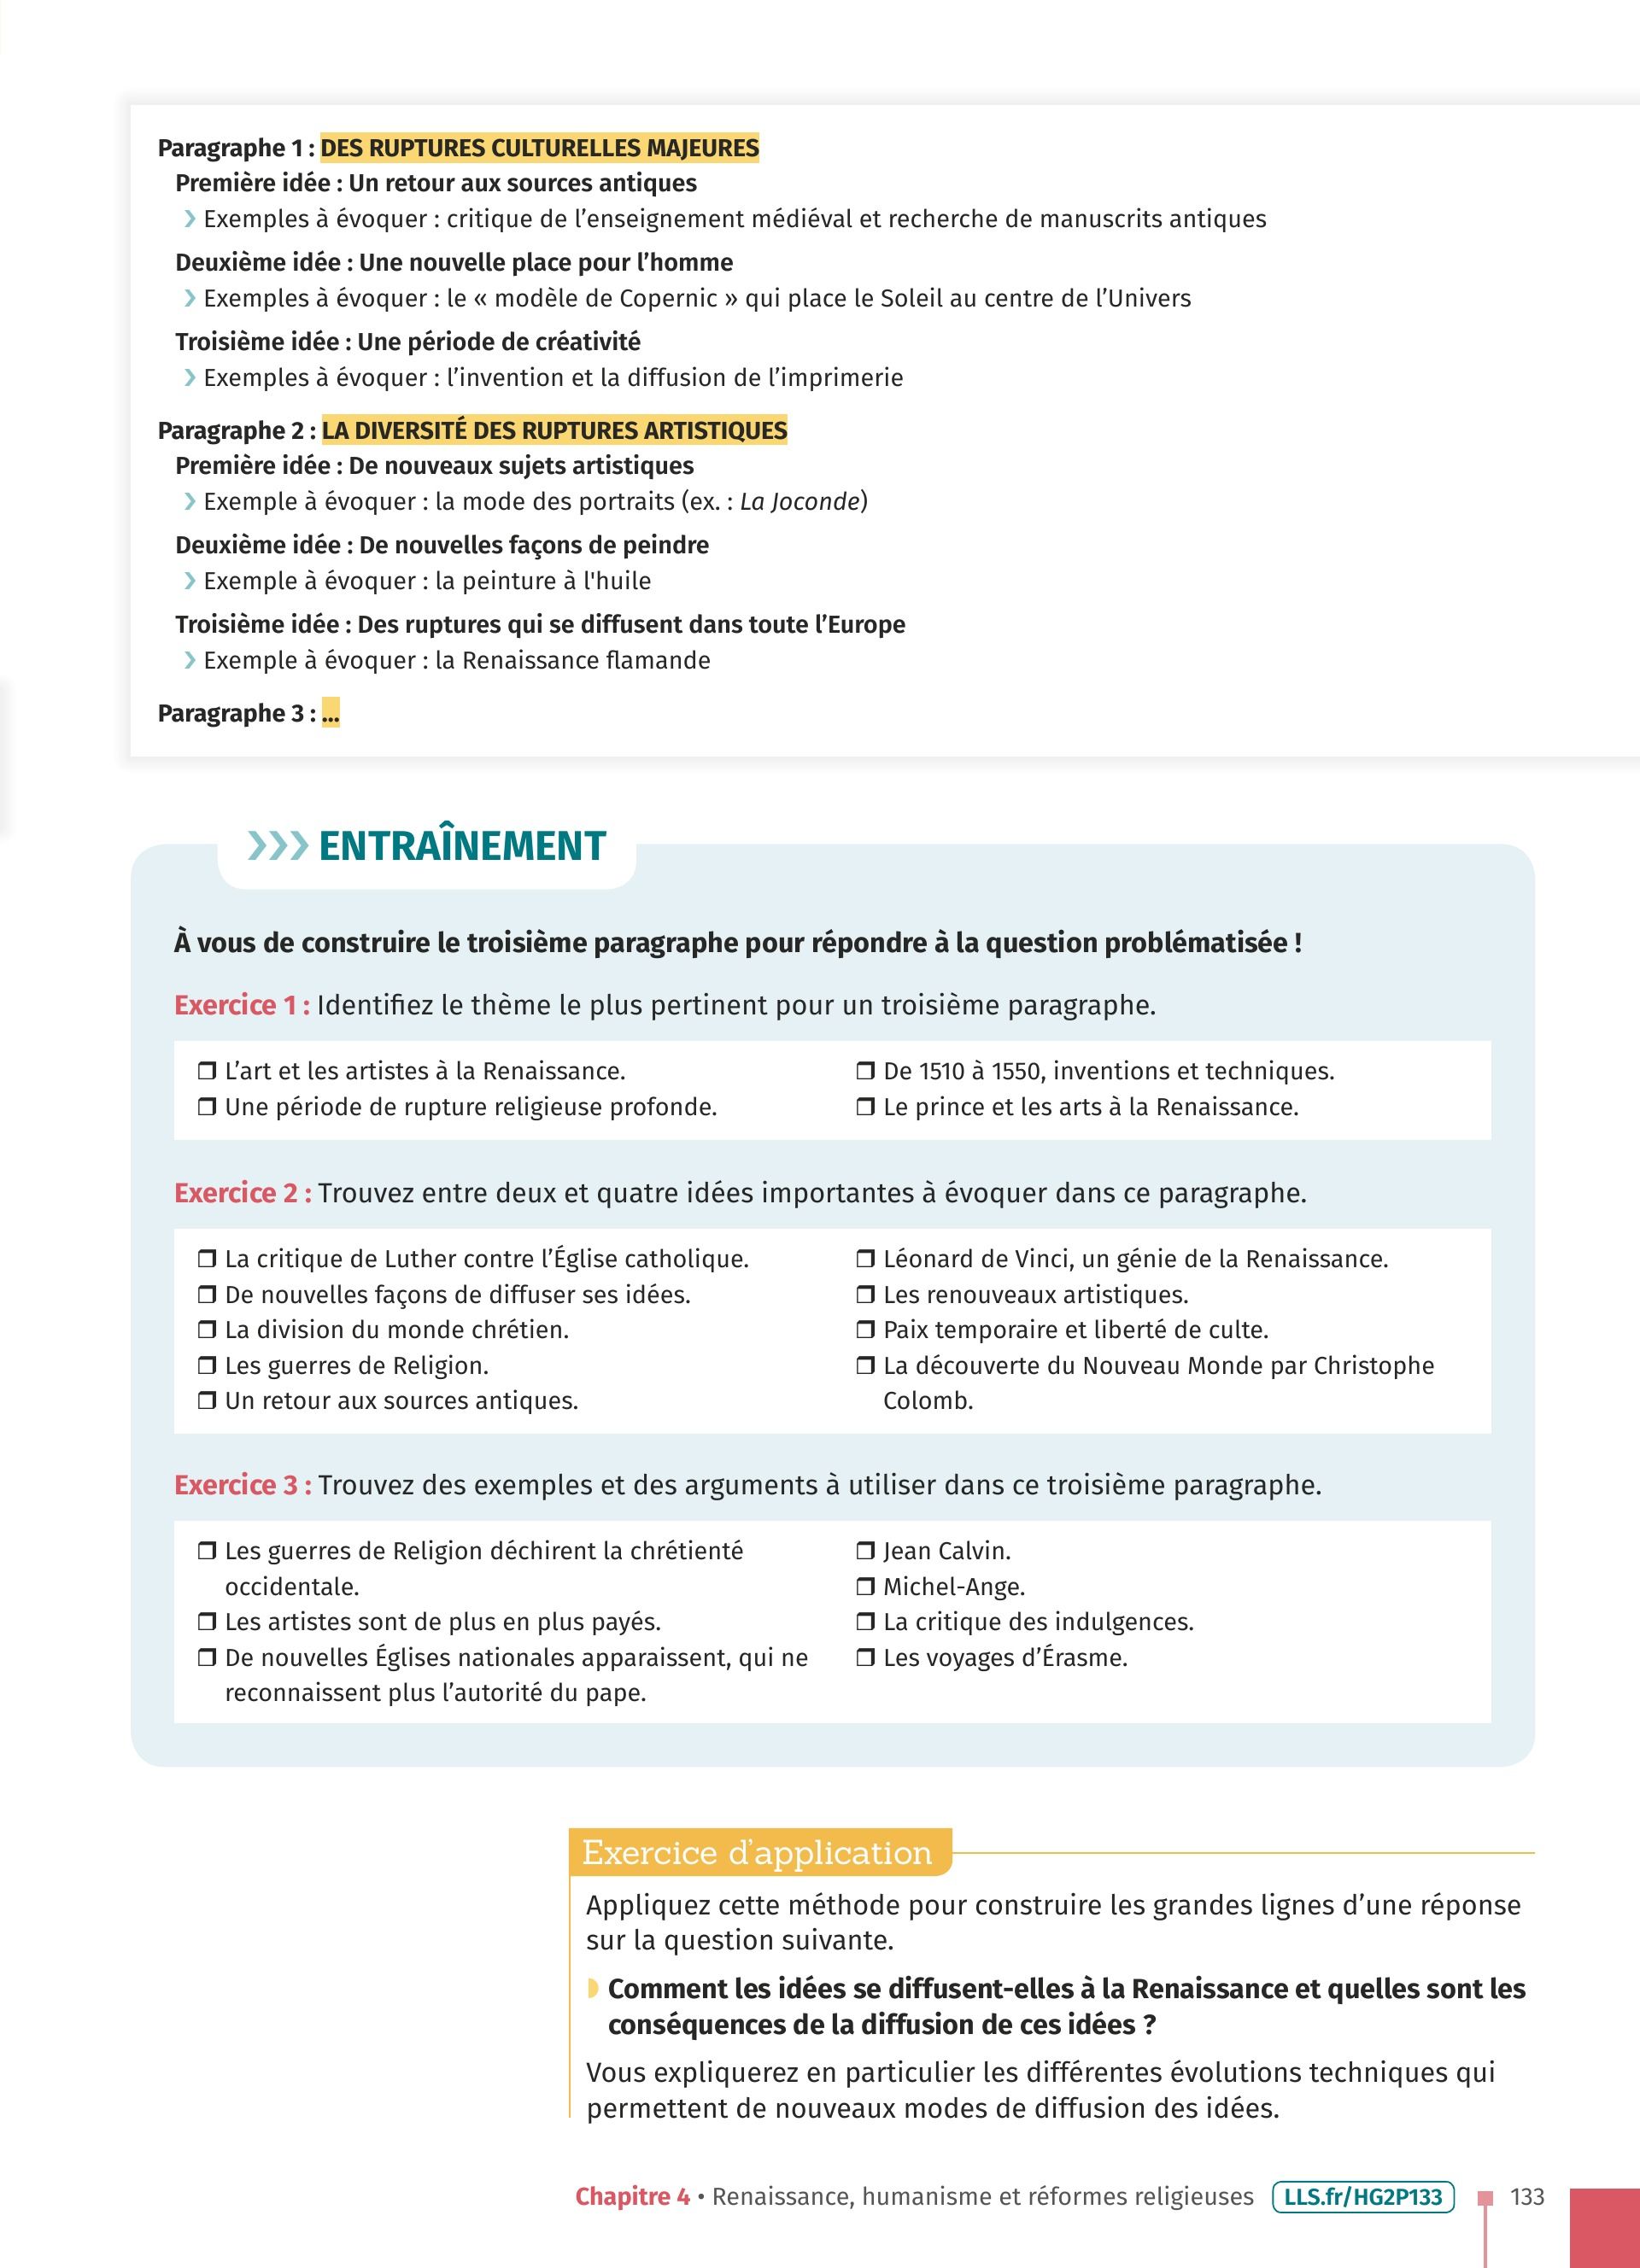 Paragraphe 1 : DES RUPTURES CULTURELLES MAJEURES
Première idée : Un retour aux sources antiques
› Exemples à évoquer : critique de l’enseignement médiéval et recherche de manuscrits antiques
Deuxième idée : Une nouvelle place pour l’homme
› Exemples à évoquer : le « modèle de Copernic » qui place le Soleil au centre de l’Univers
Troisième idée : Une période de créativité
› Exemples à évoquer : l’invention et la diffusion de l’imprimerie
Paragraphe 2 : LA DIVERSITÉ DES RUPTURES ARTISTIQUES
Première idée : De nouveaux sujets artistiques
› Exemple à évoquer : la mode des portraits (ex. : La Joconde)
Deuxième idée : De nouvelles façons de peindre
› Exemple à évoquer : la peinture à l'huile
Troisième idée : Des ruptures qui se diffusent dans toute l’Europe
› Exemple à évoquer : la Renaissance flamande
Paragraphe 3 : ...
››› ENTRAÎNEMENT
À vous de construire le troisième paragraphe pour répondre à la question problématisée !
Exercice 1 : Identifiez le thème le plus pertinent pour un troisième paragraphe.
❒ L’art et les artistes à la Renaissance.
❒ Une période de rupture religieuse profonde.
❒ De 1510 à 1550, inventions et techniques.
❒ Le prince et les arts à la Renaissance.
Exercice 2 : Trouvez entre deux et quatre idées importantes à évoquer dans ce paragraphe.
❒ La critique de Luther contre l’Église catholique.
❒ De nouvelles façons de diffuser ses idées.
❒ La division du monde chrétien.
❒ Les guerres de Religion.
❒ Un retour aux sources antiques.
❒ Léonard de Vinci, un génie de la Renaissance.
❒ Les renouveaux artistiques.
❒ Paix temporaire et liberté de culte.
❒ La découverte du Nouveau Monde par Christophe
Colomb.
Exercice 3 : Trouvez des exemples et des arguments à utiliser dans ce troisième paragraphe.
❒ Les guerres de Religion déchirent la chrétienté
occidentale.
❒ Les artistes sont de plus en plus payés.
❒ De nouvelles Églises nationales apparaissent, qui ne
reconnaissent plus l’autorité du pape.
❒ Jean Calvin.
❒ Michel-Ange.
❒ La critique des indulgences.
❒ Les voyages d’Érasme.
Exercice d’application
Appliquez cette méthode pour construire les grandes lignes d’une réponse
sur la question suivante.
Comment les idées se diffusent-elles à la Renaissance et quelles sont les
conséquences de la diffusion de ces idées ?
Vous expliquerez en particulier les différentes évolutions techniques qui
permettent de nouveaux modes de diffusion des idées.
Chapitre 4 • Renaissance, humanisme et réformes religieuses LLS.fr/HG2P133 133